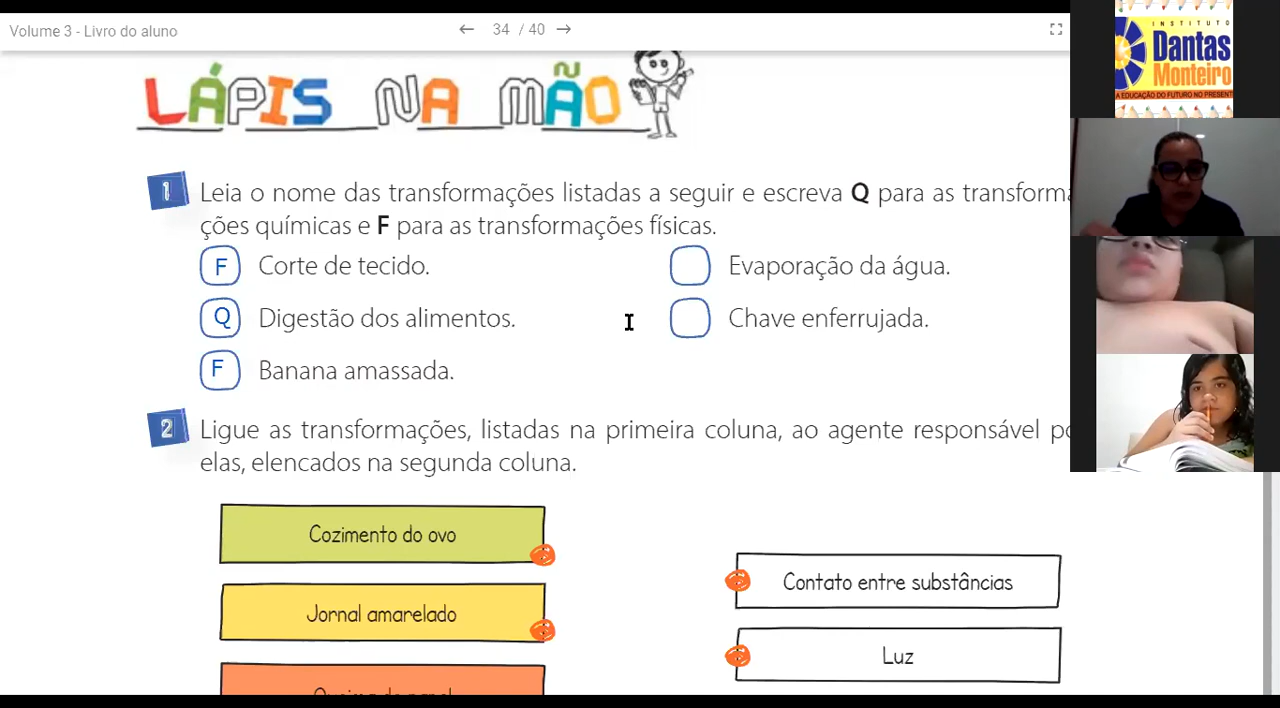 Volume 3 - Livro do aluno
34 / 40
INSTITUTO
Dantas
Monteiro
A EDUCAÇÃO DO FUTURO NO PRESENT
LÁPIS NA MÃO
1 Leia o nome das transformações listadas a seguir e escreva Q para as transforma
ções químicas e F para as transformações físicas.
F Corte de tecido.
Evaporação da água.
Q Digestão dos alimentos.
Chave enferrujada.
F Banana amassada.
2 Ligue as transformações, listadas na primeira coluna, ao agente responsável po
elas, elencados na segunda coluna.
Cozimento do ovo
Contato entre substâncias
Jornal amarelado
Luz